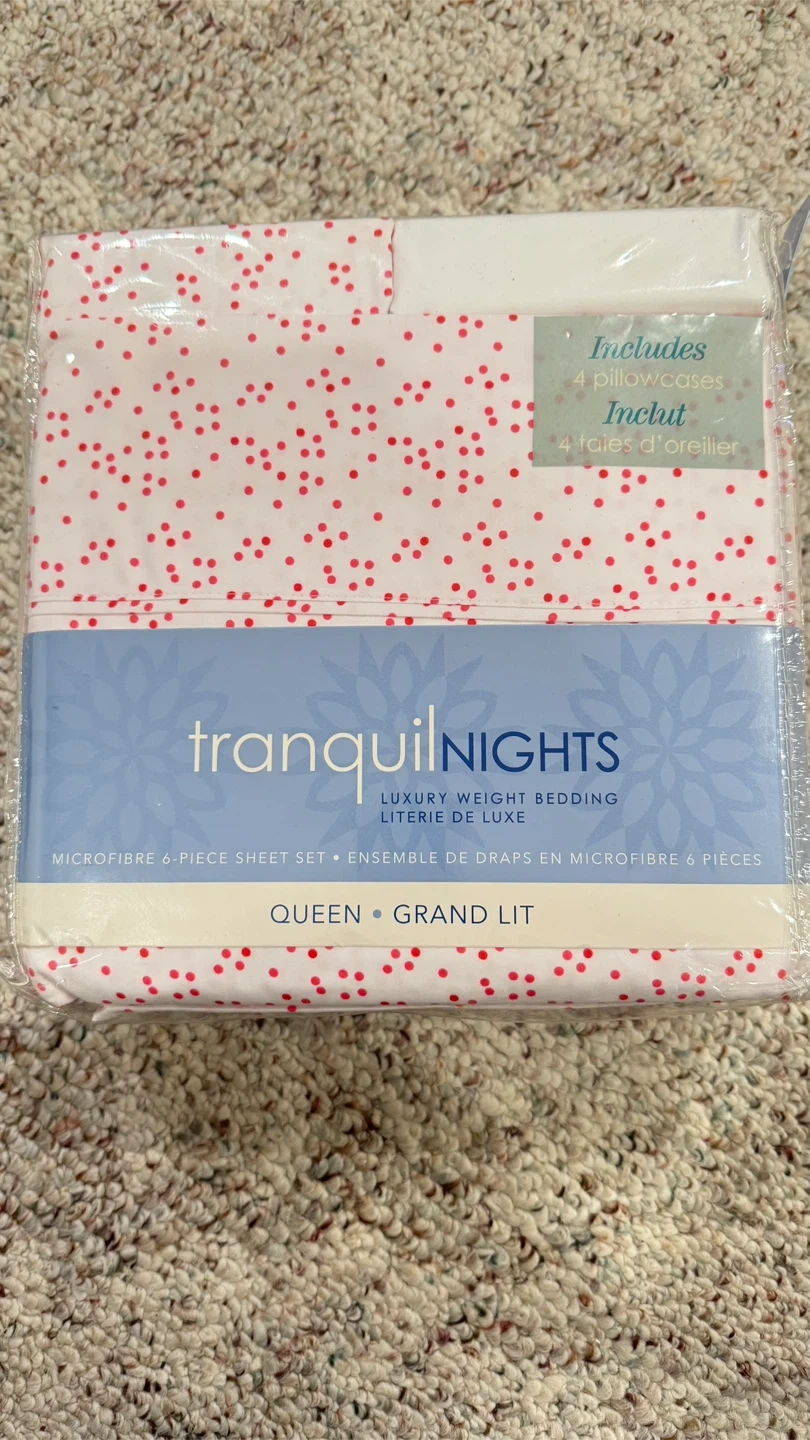 Includes
4 pillowcases
Inclut
4 taies d'oreilier
tranquilNIGHTS
LUXURY WEIGHT BEDDING
LITERIE DE LUXE
MICROFIBRE 6-PIECE SHEET SET • ENSEMBLE DE DRAPS EN MICROFIBRE 6 PIÈCES
QUEEN • GRAND LIT